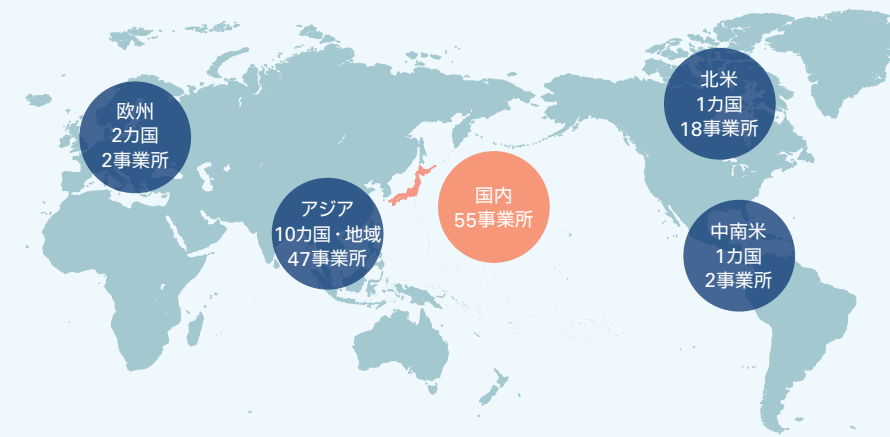 欧州
2カ国
2事業所
アジア
10カ国・地域
47事業所
国内
55事業所
北米
1カ国
18事業所
中南米
1カ国
2事業所